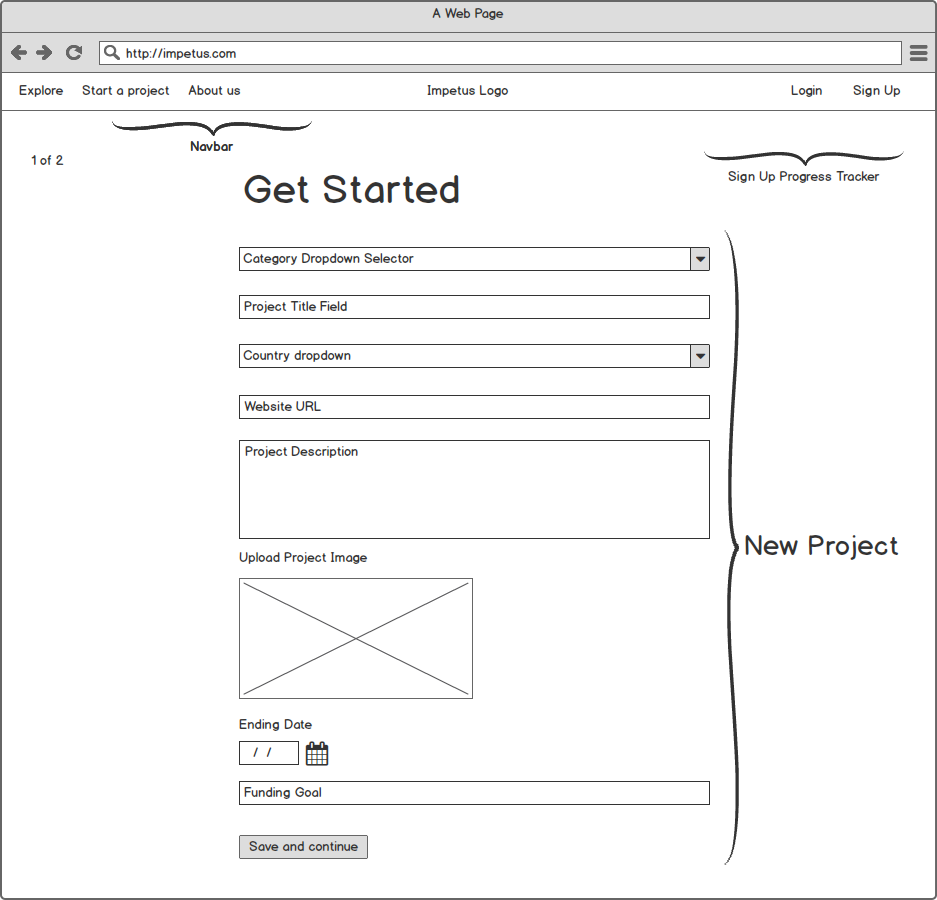 A Web Page
http://impetus.com
Explore Start a project About us Impetus Logo Login Sign Up
Navbar
1 of 2
Sign Up Progress Tracker
Get Started
Category Dropdown Selector
Project Title Field
Country dropdown
Website URL
Project Description
New Project
Upload Project Image
Ending Date
/ /
Funding Goal
Save and continue